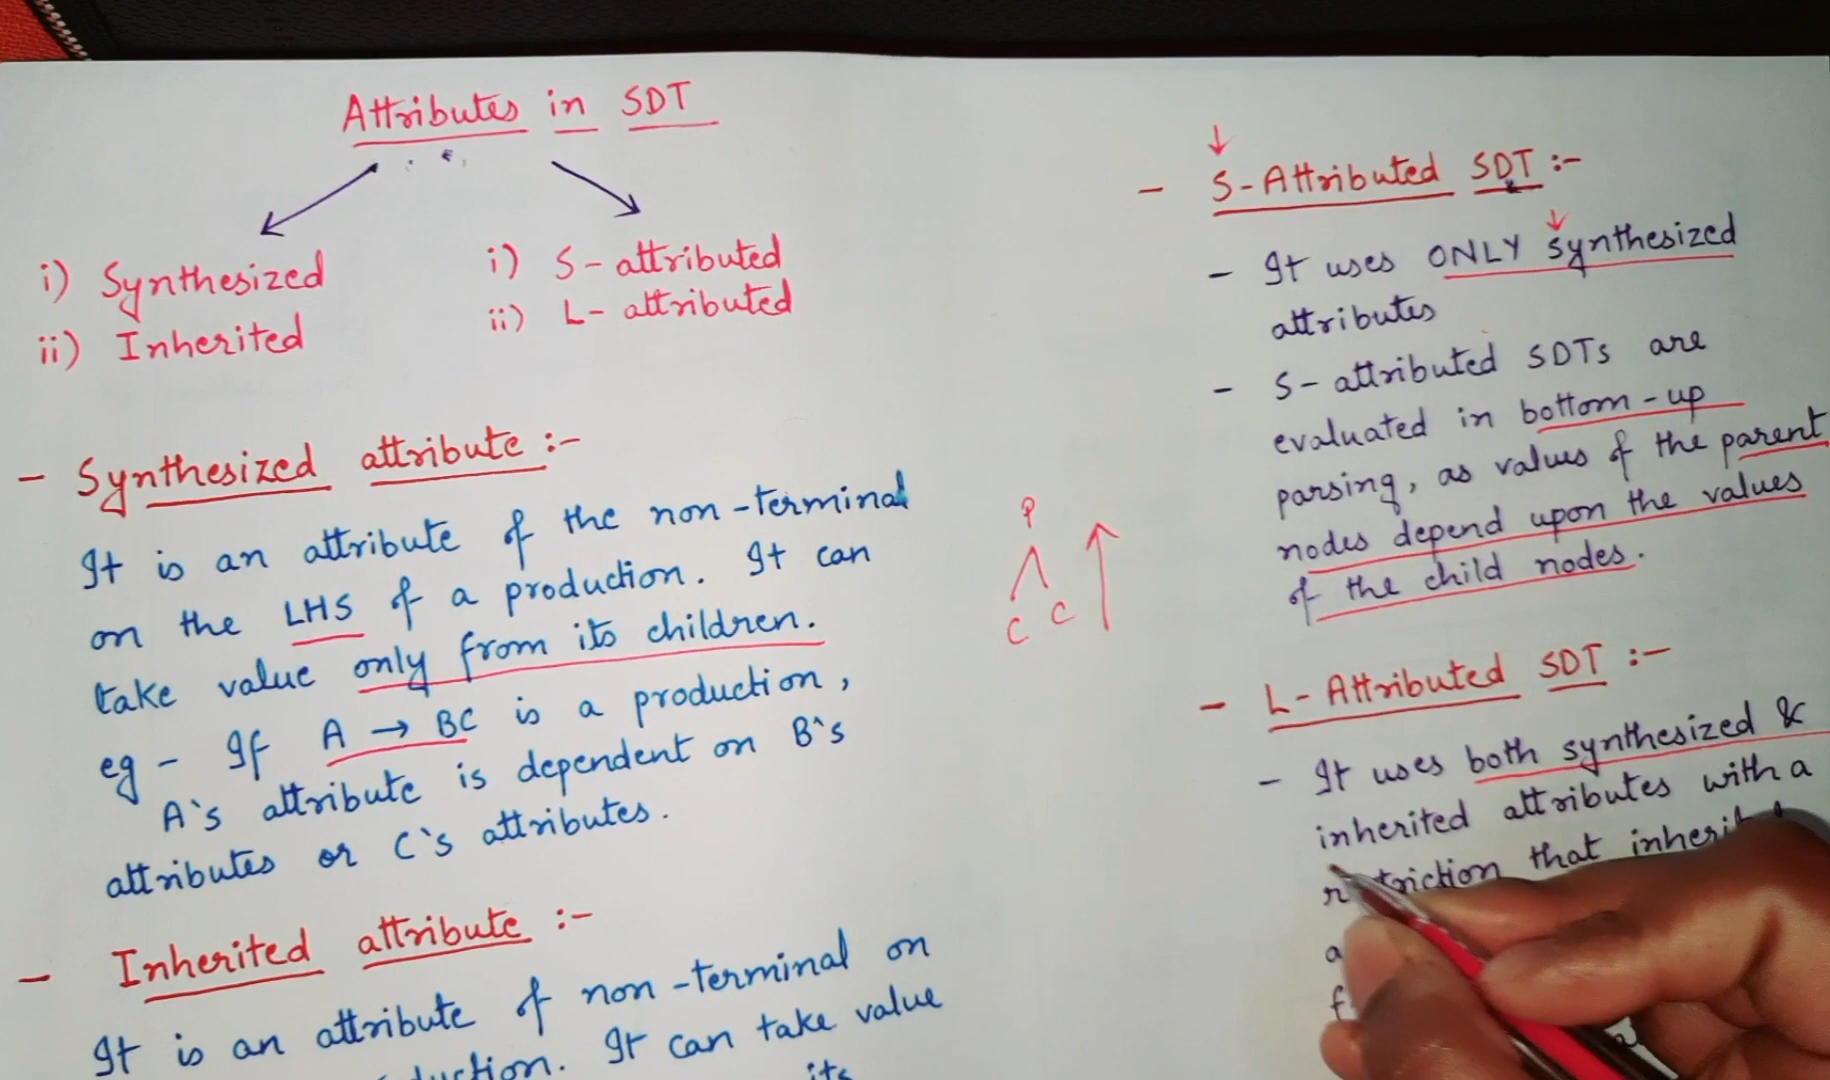 Attributes in SDT
i) Synthesized
ii) Inherited
i) S-attributed
ii) L-attributed
- Synthesized attribute :-
It is an attribute of the non-terminal
on the LHS of a production. It can
take value only from its children.
eg - If A → BC is a production,
A's attribute is dependent on B's
attributes or C's attributes.
- Inherited attribute :-
It is an attribute of non-terminal on
It can take value
its
P
C C
- S-Attributed SDT :-
- It uses ONLY synthesized
attributes
- S-attributed SDTs are
evaluated in bottom-up
parsing, as values of the parent
nodes depend upon the values
of the child nodes.
- L-Attributed SDT :-
- It uses both synthesized &
inherited attributes with a
that